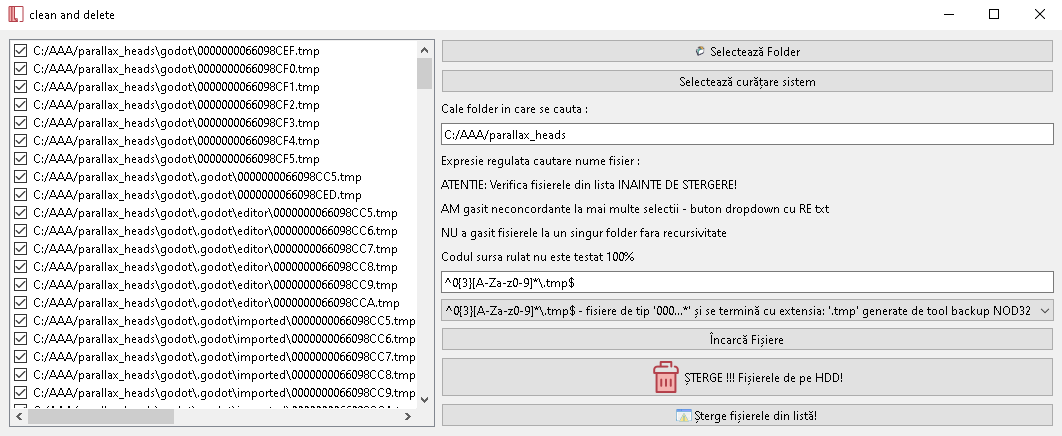 clean and delete
C:/AAA/parallax_heads\godot\0000000066098CEF.tmp
C:/AAA/parallax_heads\godot\0000000066098CF0.tmp
C:/AAA/parallax_heads\godot\0000000066098CF1.tmp
C:/AAA/parallax_heads\godot\0000000066098CF2.tmp
C:/AAA/parallax_heads\godot\0000000066098CF3.tmp
C:/AAA/parallax_heads\godot\0000000066098CF4.tmp
C:/AAA/parallax_heads\godot\0000000066098CF5.tmp
C:/AAA/parallax_heads\godot\.godot\0000000066098CC5.tmp
C:/AAA/parallax_heads\godot\.godot\0000000066098CED.tmp
C:/AAA/parallax_heads\godot\.godot\editor\0000000066098CC5.tmp
C:/AAA/parallax_heads\godot\.godot\editor\0000000066098CC6.tmp
C:/AAA/parallax_heads\godot\.godot\editor\0000000066098CC7.tmp
C:/AAA/parallax_heads\godot\.godot\editor\0000000066098CC8.tmp
C:/AAA/parallax_heads\godot\.godot\editor\0000000066098CC9.tmp
C:/AAA/parallax_heads\godot\.godot\editor\0000000066098CCA.tmp
C:/AAA/parallax_heads\godot\.godot\imported\0000000066098CC5.tmp
C:/AAA/parallax_heads\godot\.godot\imported\0000000066098CC6.tmp
C:/AAA/parallax_heads\godot\.godot\imported\0000000066098CC7.tmp
C:/AAA/parallax_heads\godot\.godot\imported\0000000066098CC8.tmp
C:/AAA/parallax_heads\godot\.godot\imported\0000000066098CC9.tmp
Selectează Folder
Selectează curățare sistem
Cale folder in care se cauta :
C:/AAA/parallax_heads
Expresie regulata cautare nume fisier :
ATENTIE: Verifica fisierele din lista INAINTE DE STERGERE!
AM gasit neconcordante la mai multe selectii - buton dropdown cu RE txt
NU a gasit fisierele la un singur folder fara recursivitate
Codul sursa rulat nu este testat 100%
^0{3}[A-Za-z0-9]*\.tmp$
^0{3}[A-Za-z0-9]*\.tmp$ - fisiere de tip '000...*' și se termină cu extensia: '.tmp' generate de tool backup NOD32
Încarcă Fișiere
ȘTERGE !!! Fișierele de pe HDD!
Șterge fișierele din listă!